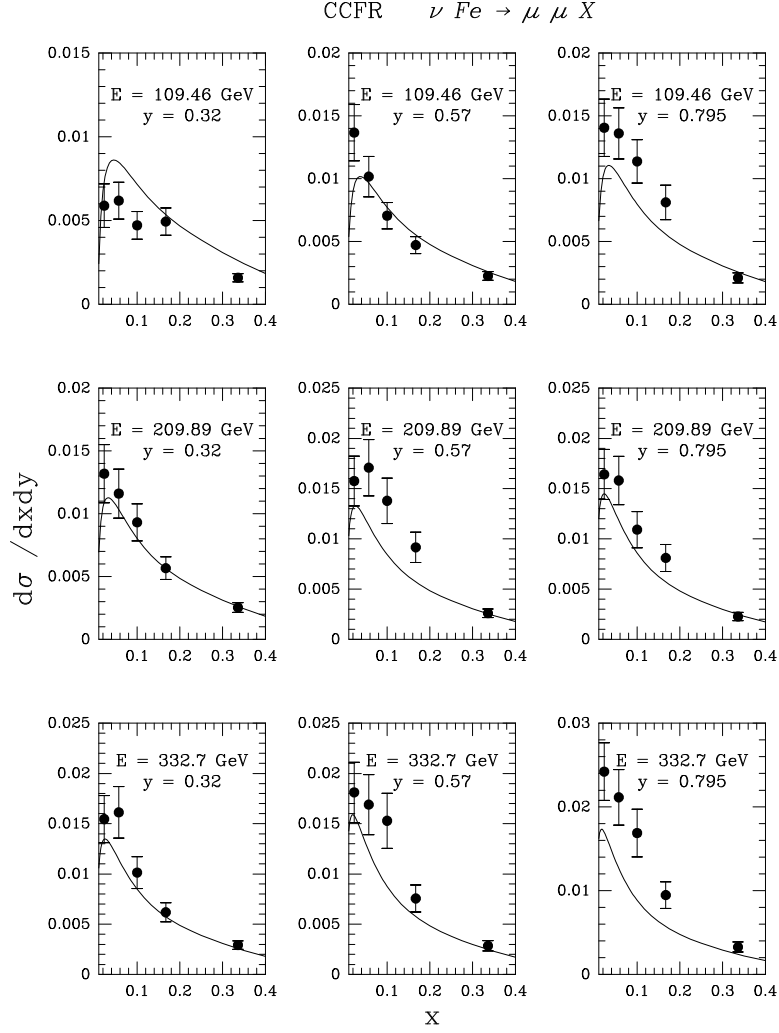 CCFR ν Fe → μ μ X
0.015 0.015 0.02
E = 109.46 GeV E = 109.46 GeV E = 109.46 GeV
y = 0.32 y = 0.57 y = 0.795
0.01 0.01 0.015
0.01
0.005 0.005 0.005
0 0 0
0.1 0.2 0.3 0.4 0.1 0.2 0.3 0.4 0.1 0.2 0.3 0.4
0.02 0.025 0.025
E = 209.89 GeV E = 209.89 GeV E = 209.89 GeV
y = 0.32 y = 0.57 y = 0.795
0.02 0.02
0.015 0.015 0.015
0.01 0.01 0.01
0.005 0.005 0.005
0 0 0
0.1 0.2 0.3 0.4 0.1 0.2 0.3 0.4 0.1 0.2 0.3 0.4
dσ /dxdy
0.025 0.025 0.03
E = 332.7 GeV E = 332.7 GeV E = 332.7 GeV
y = 0.32 y = 0.57 y = 0.795
0.02 0.02 0.02
0.015 0.015
0.01 0.01 0.01
0.005 0.005
0 0 0
0.1 0.2 0.3 0.4 0.1 0.2 0.3 0.4 0.1 0.2 0.3 0.4
x